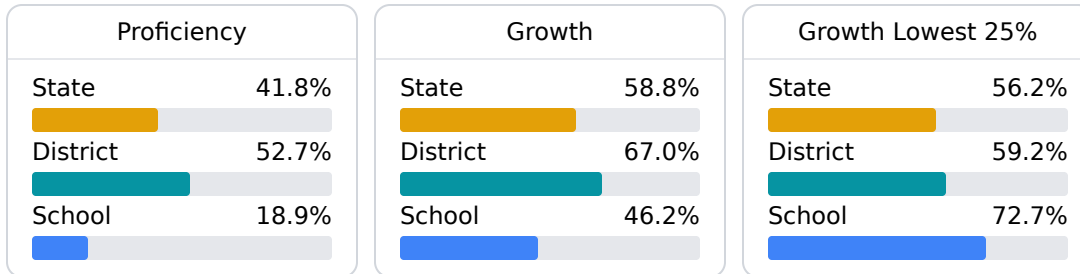 Proficiency
State 41.8%
District 52.7%
School 18.9%
Growth
State 58.8%
District 67.0%
School 46.2%
Growth Lowest 25%
State 56.2%
District 59.2%
School 72.7%